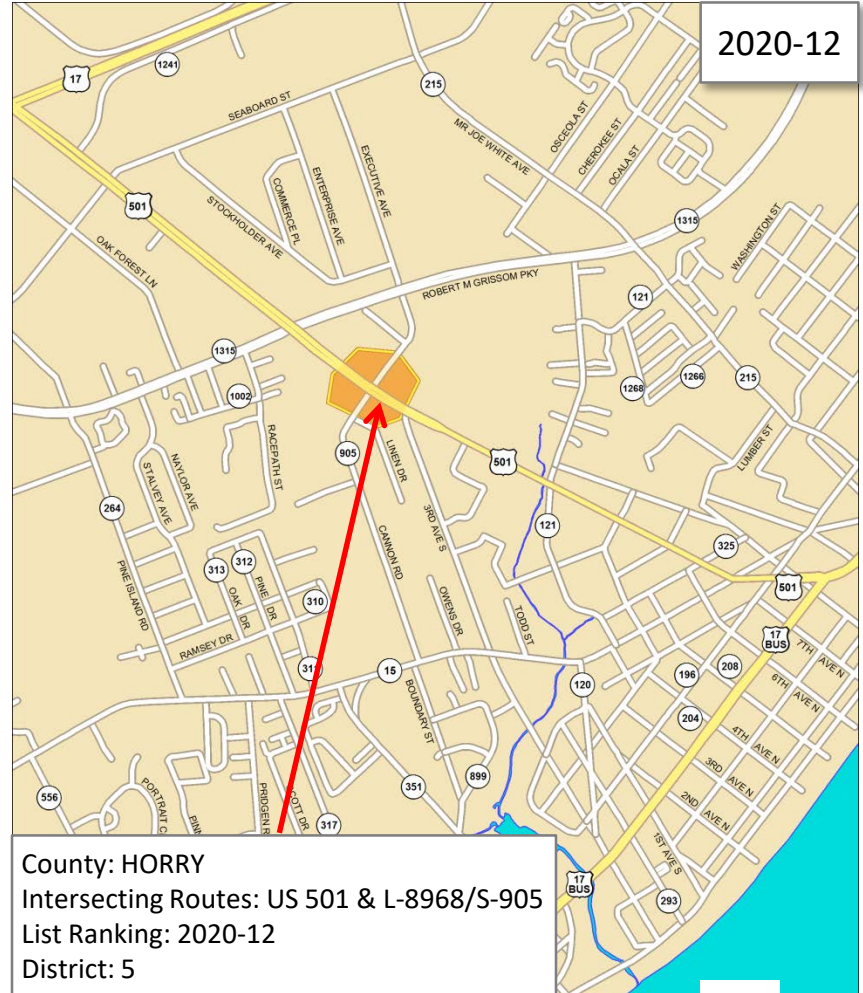 2020-12
17
1241
215
SEABOARD ST
EXECUTIVE AVE
ENTERPRISE AVE
COMMERCE PL
STOCKHOLDER AVE
MR JOE WHITE AVE
OSCEOLA ST
CHEROKEE ST
OCALA ST
501
OAK FOREST LN
1315
WASHINGTON ST
ROBERT M GRISSOM PKY
121
1315
1002
1268
1266
215
RACEPATH ST
905
LINEN DR
501
LUMBER ST
264
STALVEY AVE
NAYLOR AVE
3RD AVE S
121
325
PINE ISLAND RD
313
312
OAK DR
PINE DR
310
CANNON RD
OWENS DR
TODD ST
501
17
BUS
7TH AVE N
RAMSEY DR
15
BOUNDARY ST
120
196
208
6TH AVE N
204
4TH AVE N
3RD AVE N
2ND AVE N
556
PORTRAIT C
PRIDGEN R
COTT DR
317
351
899
1ST AVE S
17
BUS
293
County: HORRY
Intersecting Routes: US 501 & L-8968/S-905
List Ranking: 2020-12
District: 5